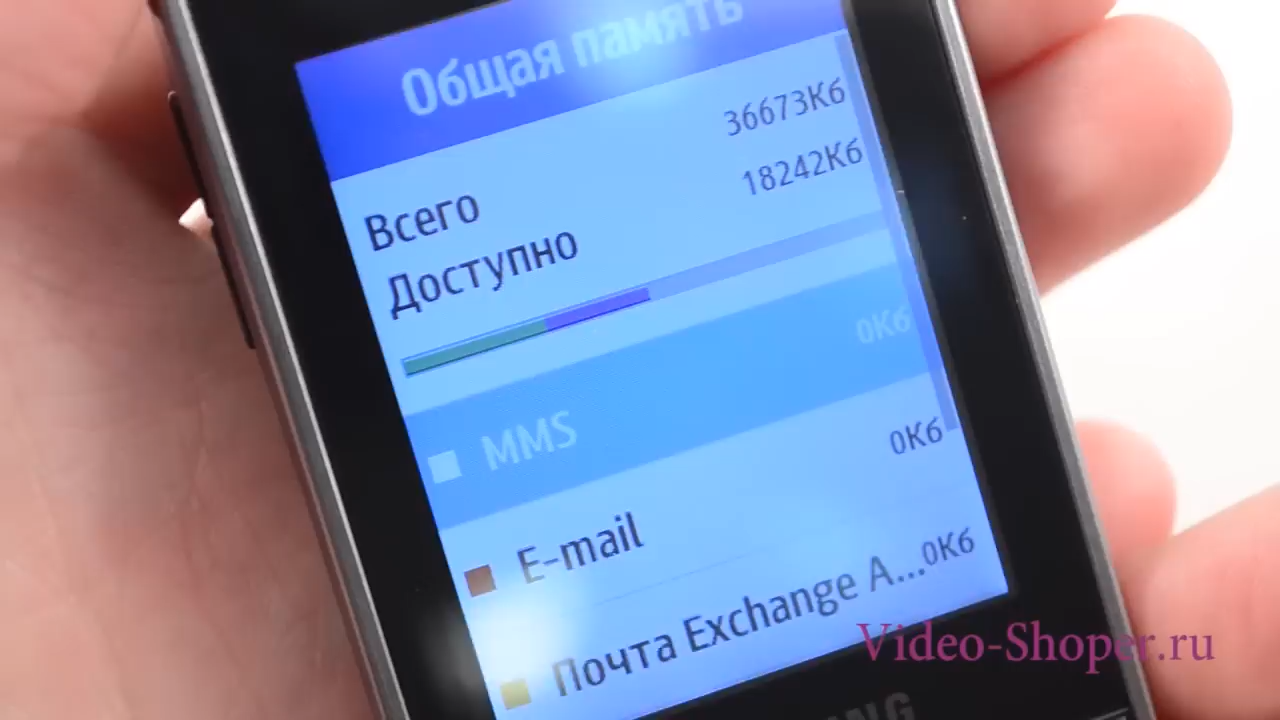 Общая память
Всего 36673Кб
Доступно 18242Кб
MMS 0Кб
E-mail 0Кб
Почта Exchange A... 0Кб
Video-Shoper.ru